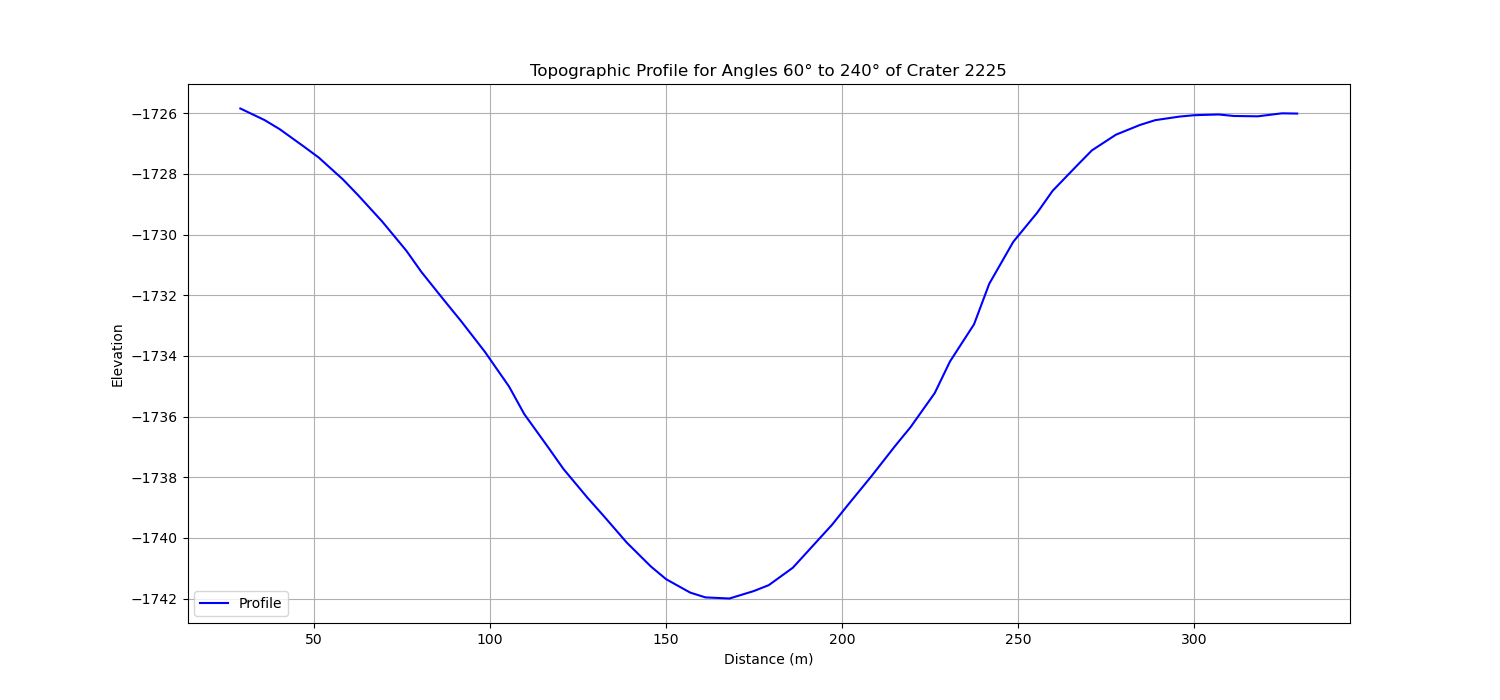 Topographic Profile for Angles 60° to 240° of Crater 2225
−1726
−1728
−1730
−1732
−1734
−1736
−1738
−1740
−1742
Elevation
Profile
50 100 150 200 250 300
Distance (m)